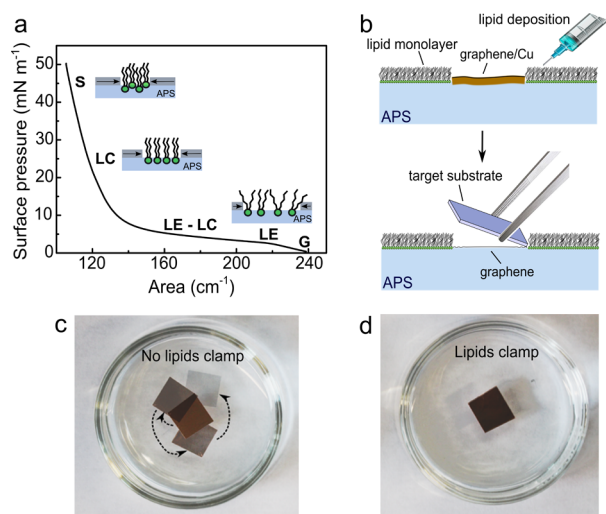 a
Surface pressure (mN m⁻¹)
50
40
30
20
10
0
S
LC
LE - LC
LE
G
APS
APS
APS
120
160
200
240
Area (cm⁻¹)
b
lipid deposition
lipid monolayer
graphene/Cu
APS
target substrate
graphene
APS
c
No lipids clamp
d
Lipids clamp